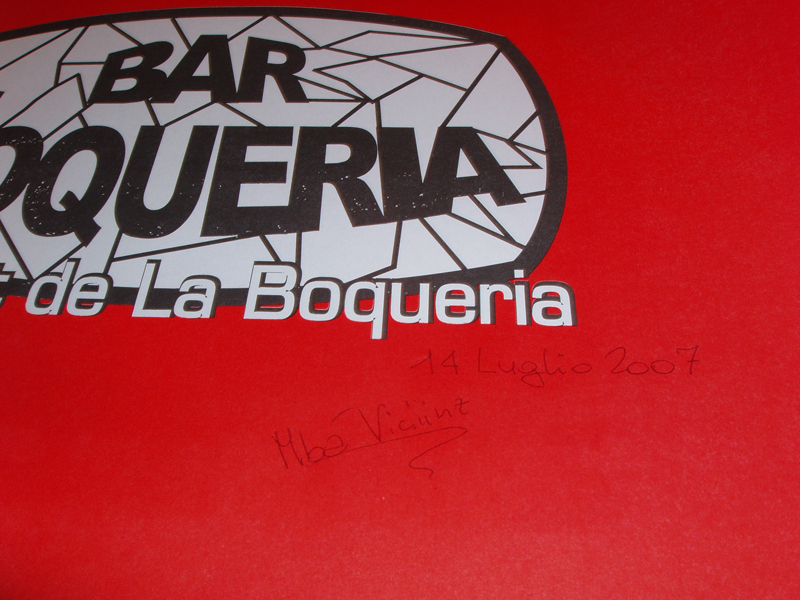 BAR
OQUERIA
t de La Boqueria
14 Luglio 2007